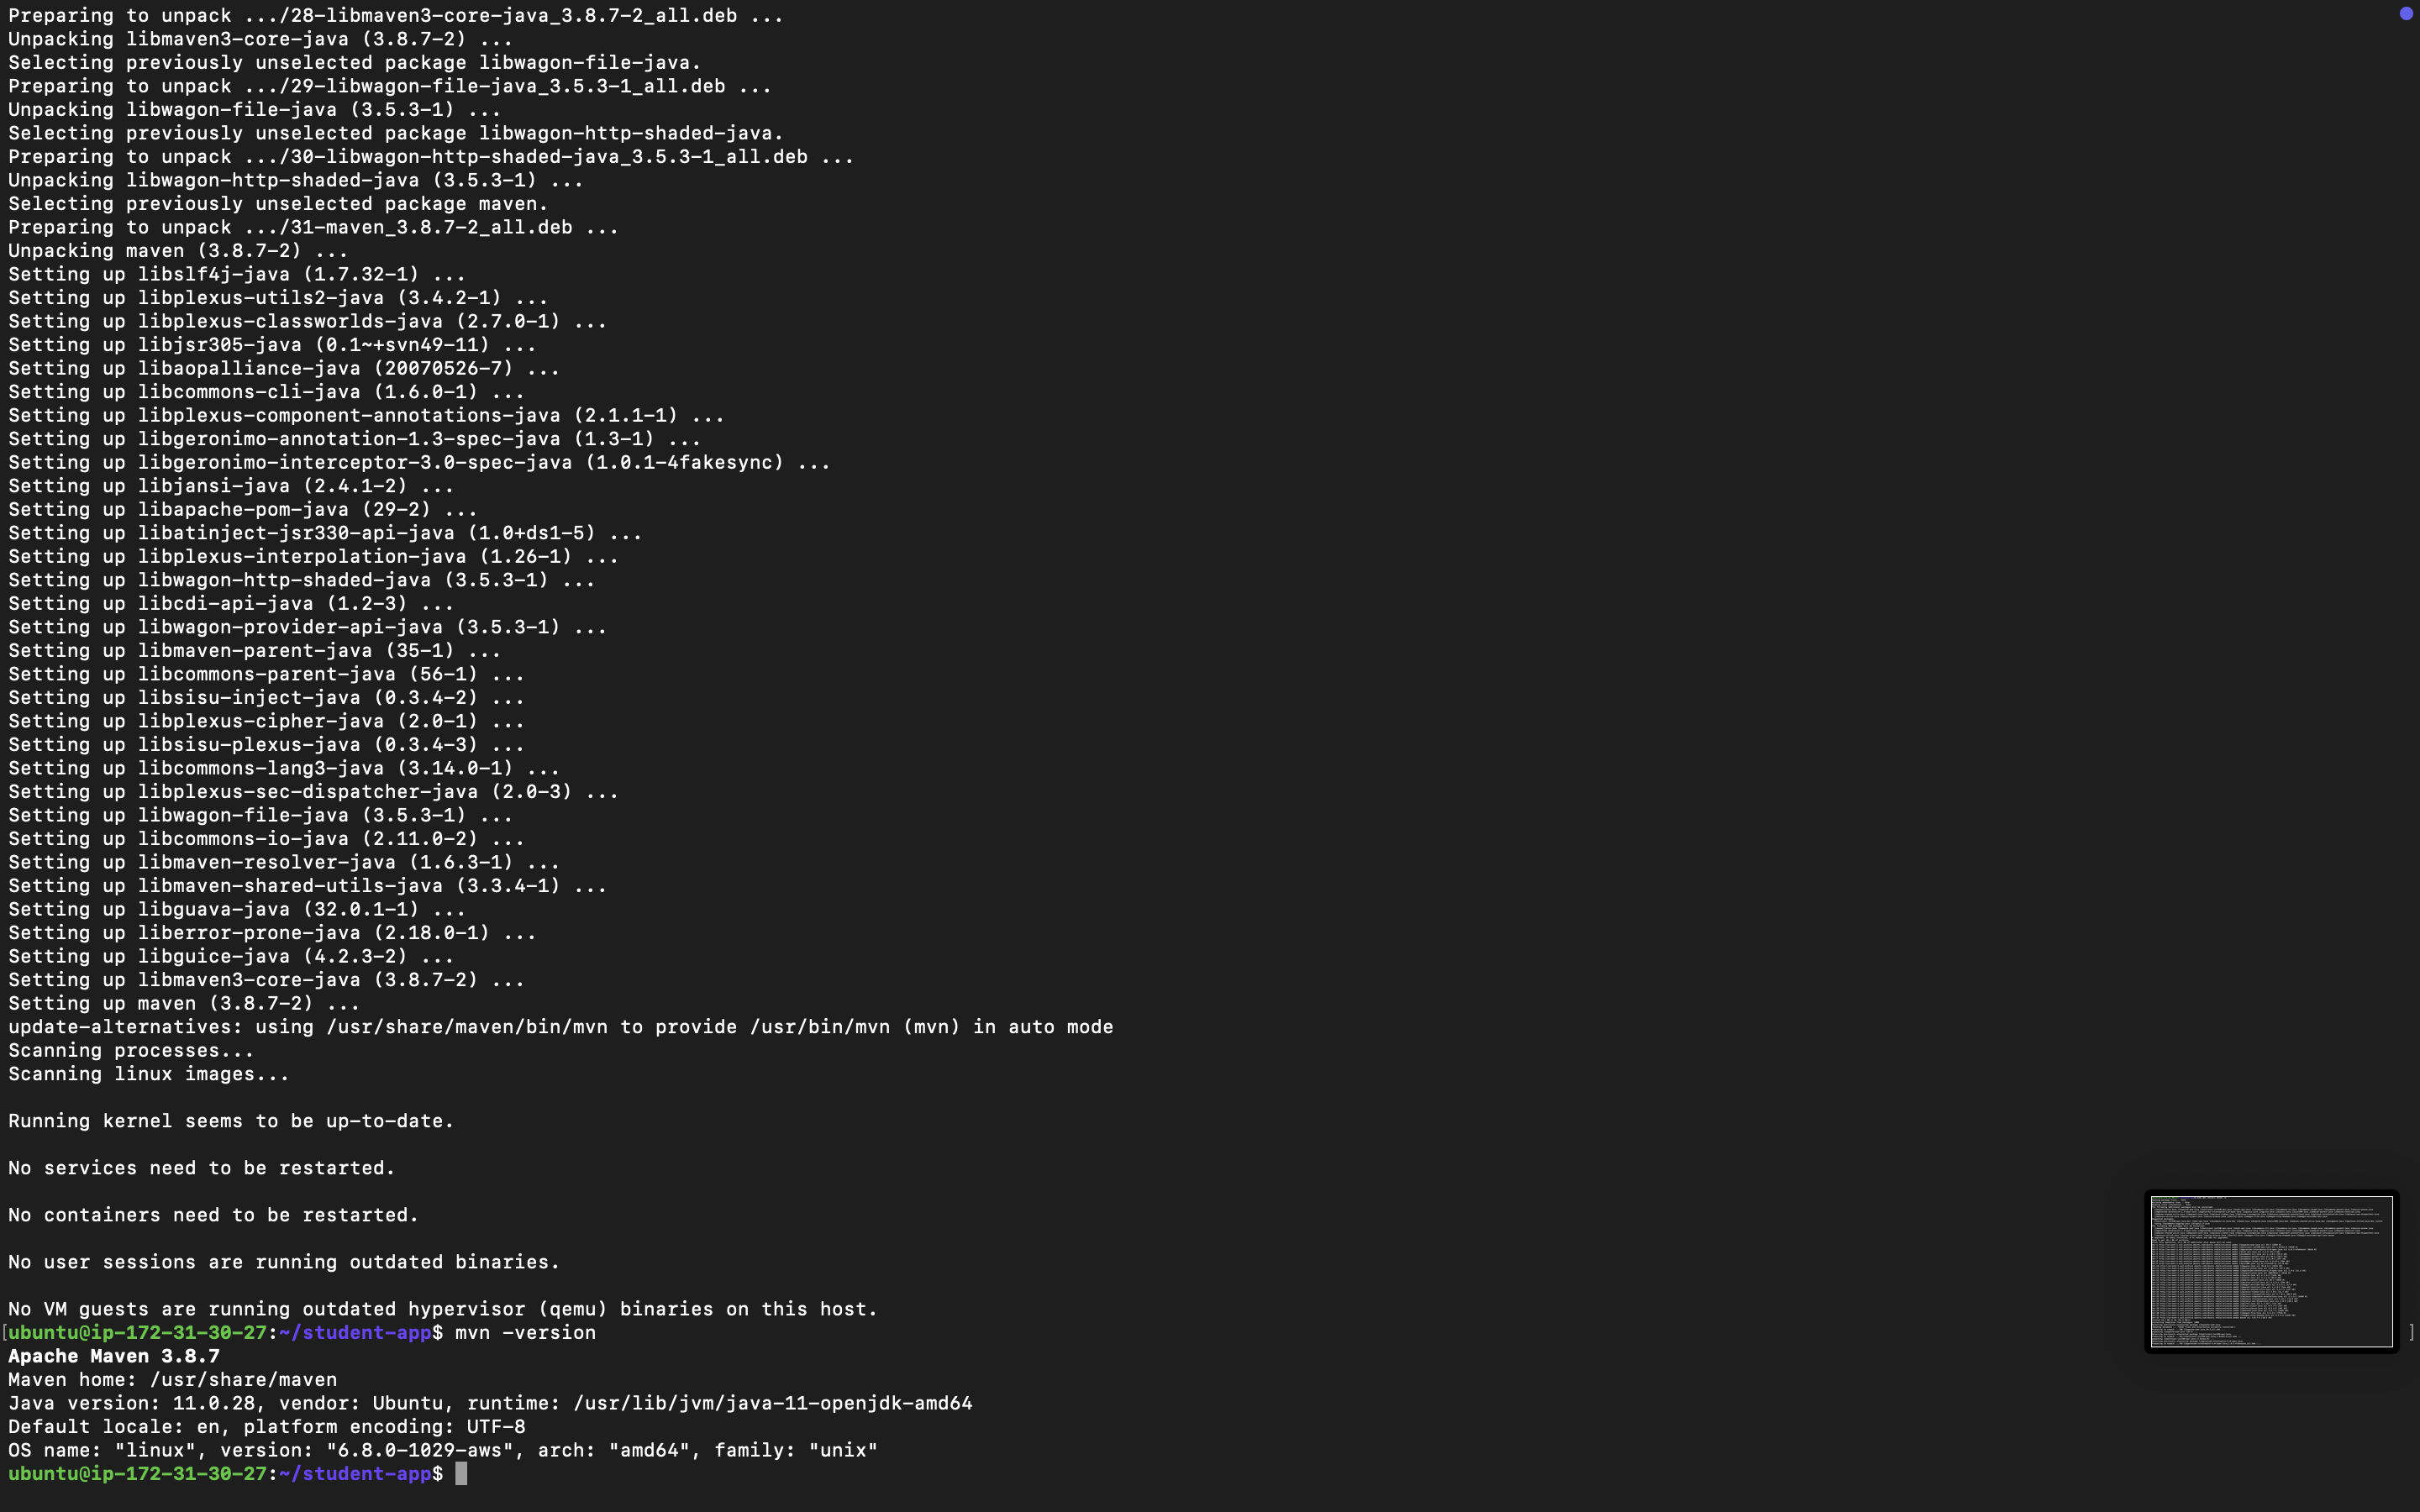 Preparing to unpack .../28-libmaven3-core-java_3.8.7-2_all.deb ...
Unpacking libmaven3-core-java (3.8.7-2) ...
Selecting previously unselected package libwagon-file-java.
Preparing to unpack .../29-libwagon-file-java_3.5.3-1_all.deb ...
Unpacking libwagon-file-java (3.5.3-1) ...
Selecting previously unselected package libwagon-http-shaded-java.
Preparing to unpack .../30-libwagon-http-shaded-java_3.5.3-1_all.deb ...
Unpacking libwagon-http-shaded-java (3.5.3-1) ...
Selecting previously unselected package maven.
Preparing to unpack .../31-maven_3.8.7-2_all.deb ...
Unpacking maven (3.8.7-2) ...
Setting up libslf4j-java (1.7.32-1) ...
Setting up libplexus-utils2-java (3.4.2-1) ...
Setting up libplexus-classworlds-java (2.7.0-1) ...
Setting up libjsr305-java (0.1~+svn49-11) ...
Setting up libaopalliance-java (20070526-7) ...
Setting up libcommons-cli-java (1.6.0-1) ...
Setting up libplexus-component-annotations-java (2.1.1-1) ...
Setting up libgeronimo-annotation-1.3-spec-java (1.3-1) ...
Setting up libgeronimo-interceptor-3.0-spec-java (1.0.1-4fakesync) ...
Setting up libjansi-java (2.4.1-2) ...
Setting up libapache-pom-java (29-2) ...
Setting up libatinject-jsr330-api-java (1.0+ds1-5) ...
Setting up libplexus-interpolation-java (1.26-1) ...
Setting up libwagon-http-shaded-java (3.5.3-1) ...
Setting up libcdi-api-java (1.2-3) ...
Setting up libwagon-provider-api-java (3.5.3-1) ...
Setting up libmaven-parent-java (35-1) ...
Setting up libcommons-parent-java (56-1) ...
Setting up libsisu-inject-java (0.3.4-2) ...
Setting up libplexus-cipher-java (2.0-1) ...
Setting up libsisu-plexus-java (0.3.4-3) ...
Setting up libcommons-lang3-java (3.14.0-1) ...
Setting up libplexus-sec-dispatcher-java (2.0-3) ...
Setting up libwagon-file-java (3.5.3-1) ...
Setting up libcommons-io-java (2.11.0-2) ...
Setting up libmaven-resolver-java (1.6.3-1) ...
Setting up libmaven-shared-utils-java (3.3.4-1) ...
Setting up libguava-java (32.0.1-1) ...
Setting up liberror-prone-java (2.18.0-1) ...
Setting up libguice-java (4.2.3-2) ...
Setting up libmaven3-core-java (3.8.7-2) ...
Setting up maven (3.8.7-2) ...
update-alternatives: using /usr/share/maven/bin/mvn to provide /usr/bin/mvn (mvn) in auto mode
Scanning processes...
Scanning linux images...
Running kernel seems to be up-to-date.
No services need to be restarted.
No containers need to be restarted.
No user sessions are running outdated binaries.
No VM guests are running outdated hypervisor (qemu) binaries on this host.
[ubuntu@ip-172-31-30-27:~/student-app$ mvn -version ]
Apache Maven 3.8.7
Maven home: /usr/share/maven
Java version: 11.0.28, vendor: Ubuntu, runtime: /usr/lib/jvm/java-11-openjdk-amd64
Default locale: en, platform encoding: UTF-8
OS name: "linux", version: "6.8.0-1029-aws", arch: "amd64", family: "unix"
ubuntu@ip-172-31-30-27:~/student-app$